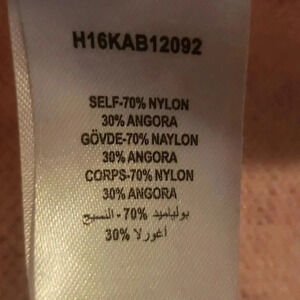 H16KAB12092
SELF-70% NYLON
30% ANGORA
GÖVDE-70% NAYLON
30% ANGORA
CORPS-70% NYLON
30% ANGORA
بولياميد 70% - النسيج
أنغورلا 30%